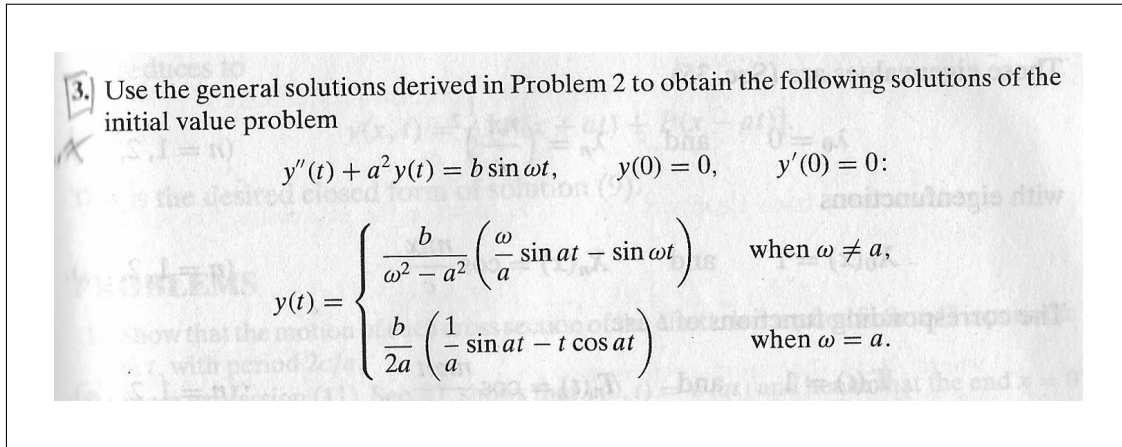 3. Use the general solutions derived in Problem 2 to obtain the following solutions of the
initial value problem
y″(t) + a² y(t) = b sin ωt, y(0) = 0, y′(0) = 0:
y(t) = { b/(ω² − a²) (ω/a sin at − sin ωt) when ω ≠ a,
b/2a (1/a sin at − t cos at) when ω = a.